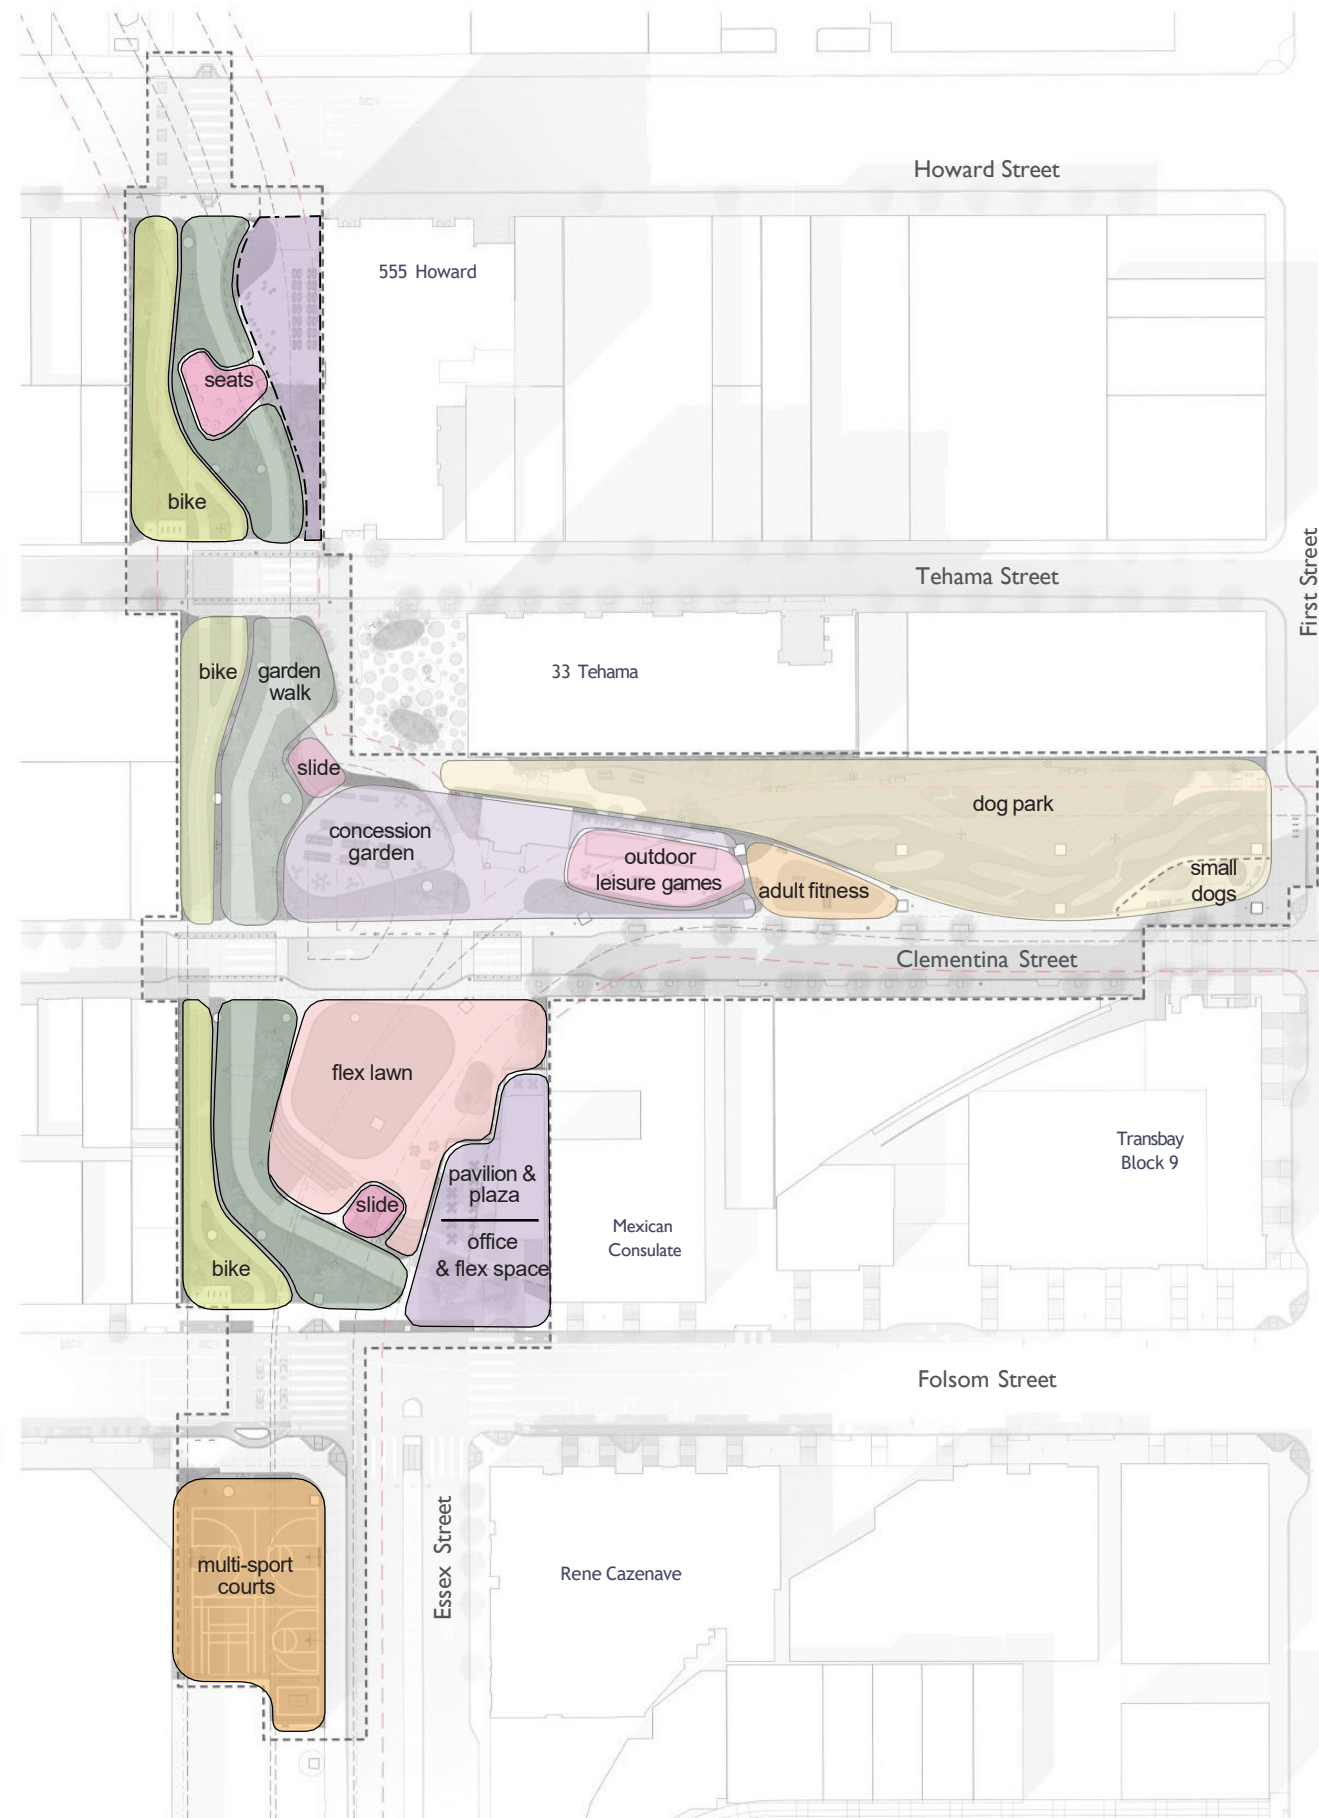 Howard Street
555 Howard
seats
bike
Tehama Street
First Street
bike
garden
walk
33 Tehama
slide
dog park
concession
garden
outdoor
leisure games
adult fitness
small
dogs
Clementina Street
flex lawn
pavilion &
plaza
slide
office
& flex space
bike
Transbay
Block 9
Mexican
Consulate
Folsom Street
Essex Street
multi-sport
courts
Rene Cazenave